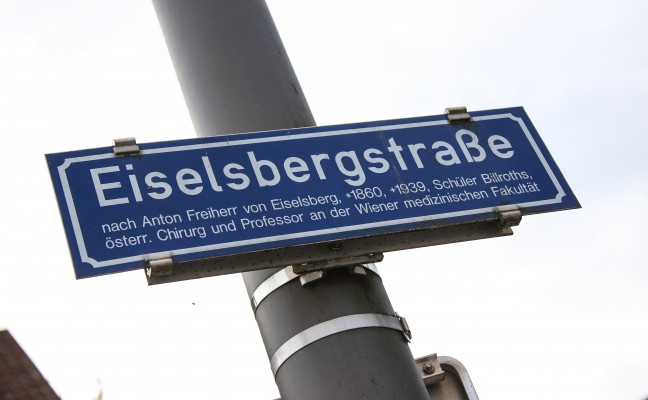 Eiselsbergstraße
nach Anton Freiherr von Eiselsberg, *1860, +1939, Schüler Billroths,
österr. Chirurg und Professor an der Wiener medizinischen Fakultät